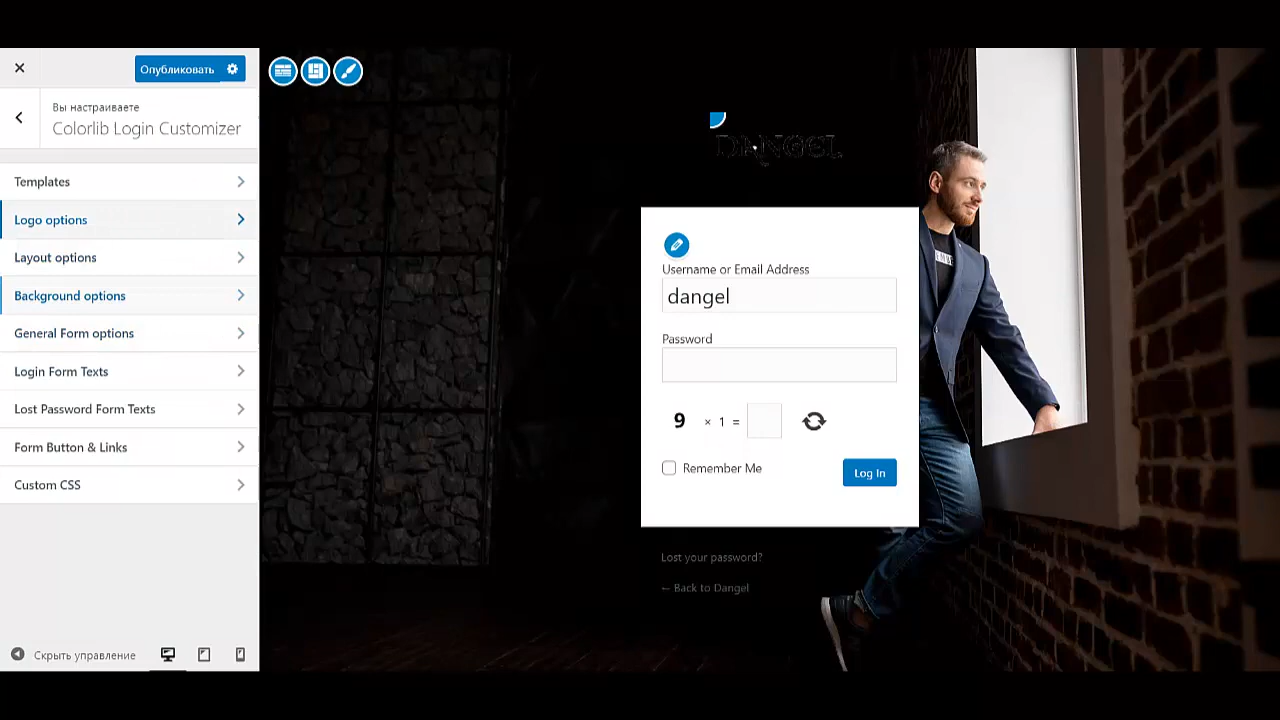 Опубликовать
Вы настраиваете
Colorlib Login Customizer
Templates
Logo options
Layout options
Background options
General Form options
Login Form Texts
Lost Password Form Texts
Form Button & Links
Custom CSS
Скрыть управление
DANGEL
Username or Email Address
dangel
Password
9 × 1 =
Remember Me
Log In
Lost your password?
← Back to Dangel